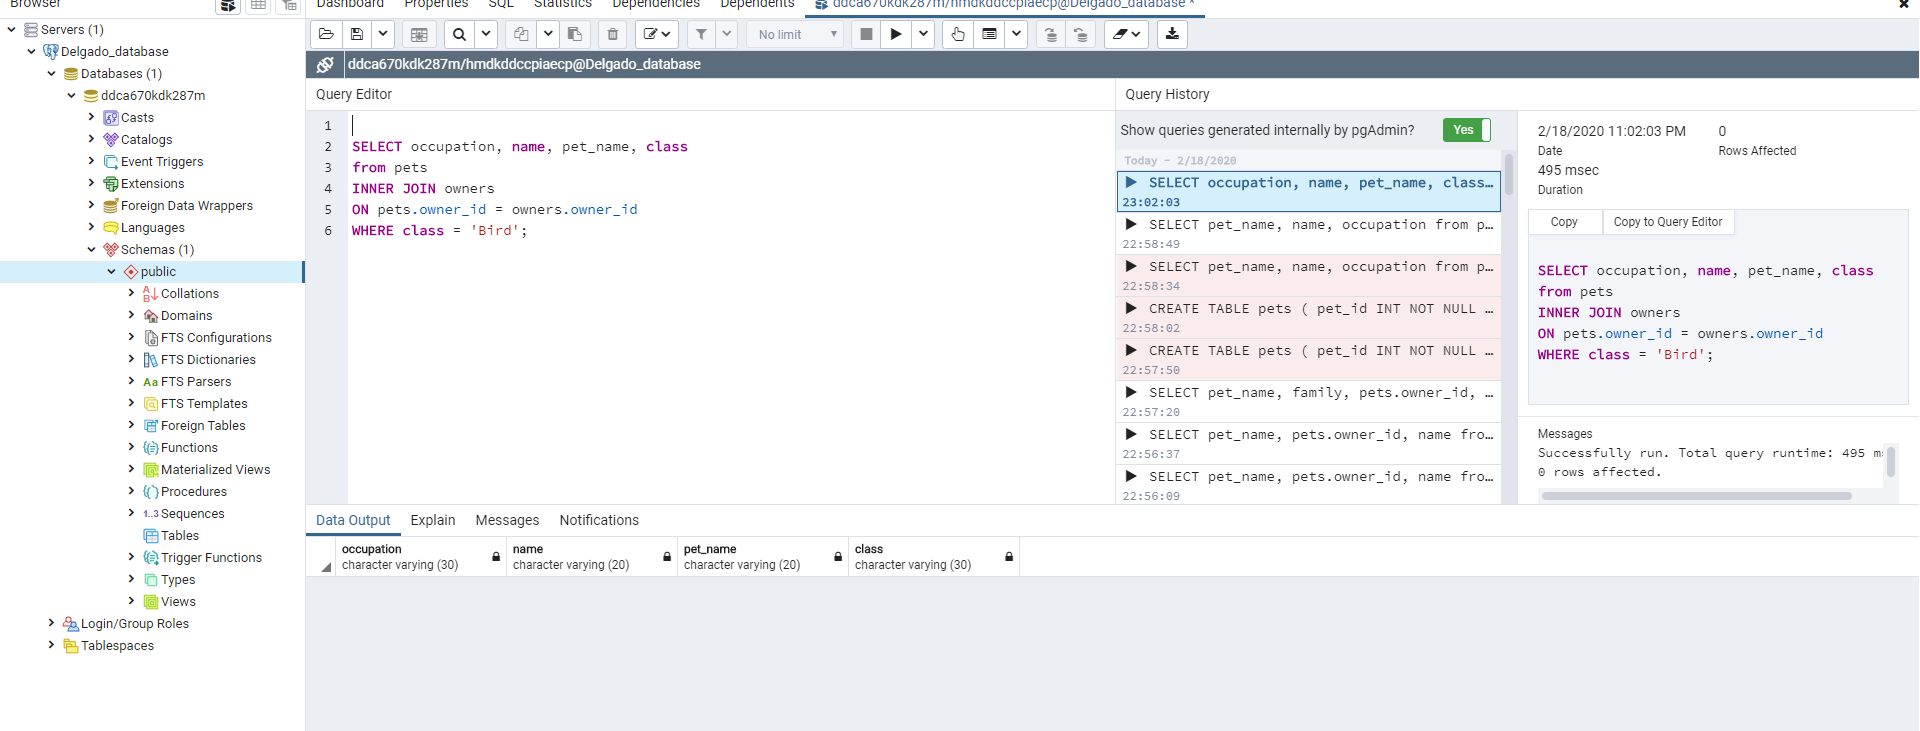 Browser
Dashboard Properties SQL Statistics Dependencies Dependents ddca670kdk287m/hmdkddccpiaecp@Delgado_database *
Servers (1)
Delgado_database
Databases (1)
ddca670kdk287m
Casts
Catalogs
Event Triggers
Extensions
Foreign Data Wrappers
Languages
Schemas (1)
public
Collations
Domains
FTS Configurations
FTS Dictionaries
Aa FTS Parsers
FTS Templates
Foreign Tables
Functions
Materialized Views
Procedures
1..3 Sequences
Tables
Trigger Functions
Types
Views
Login/Group Roles
Tablespaces
No limit
ddca670kdk287m/hmdkddccpiaecp@Delgado_database
Query Editor
1
2 SELECT occupation, name, pet_name, class
3 from pets
4 INNER JOIN owners
5 ON pets.owner_id = owners.owner_id
6 WHERE class = 'Bird';
Query History
Show queries generated internally by pgAdmin? Yes
Today - 2/18/2020
SELECT occupation, name, pet_name, class…
23:02:03
SELECT pet_name, name, occupation from p…
22:58:49
SELECT pet_name, name, occupation from p…
22:58:34
CREATE TABLE pets ( pet_id INT NOT NULL …
22:58:02
CREATE TABLE pets ( pet_id INT NOT NULL …
22:57:50
SELECT pet_name, family, pets.owner_id, …
22:57:20
SELECT pet_name, pets.owner_id, name fro…
22:56:37
SELECT pet_name, pets.owner_id, name fro…
22:56:09
2/18/2020 11:02:03 PM 0
Date Rows Affected
495 msec
Duration
Copy Copy to Query Editor
SELECT occupation, name, pet_name, class
from pets
INNER JOIN owners
ON pets.owner_id = owners.owner_id
WHERE class = 'Bird';
Messages
Successfully run. Total query runtime: 495 ms
0 rows affected.
Data Output Explain Messages Notifications
occupation name pet_name class
character varying (30) character varying (20) character varying (20) character varying (30)